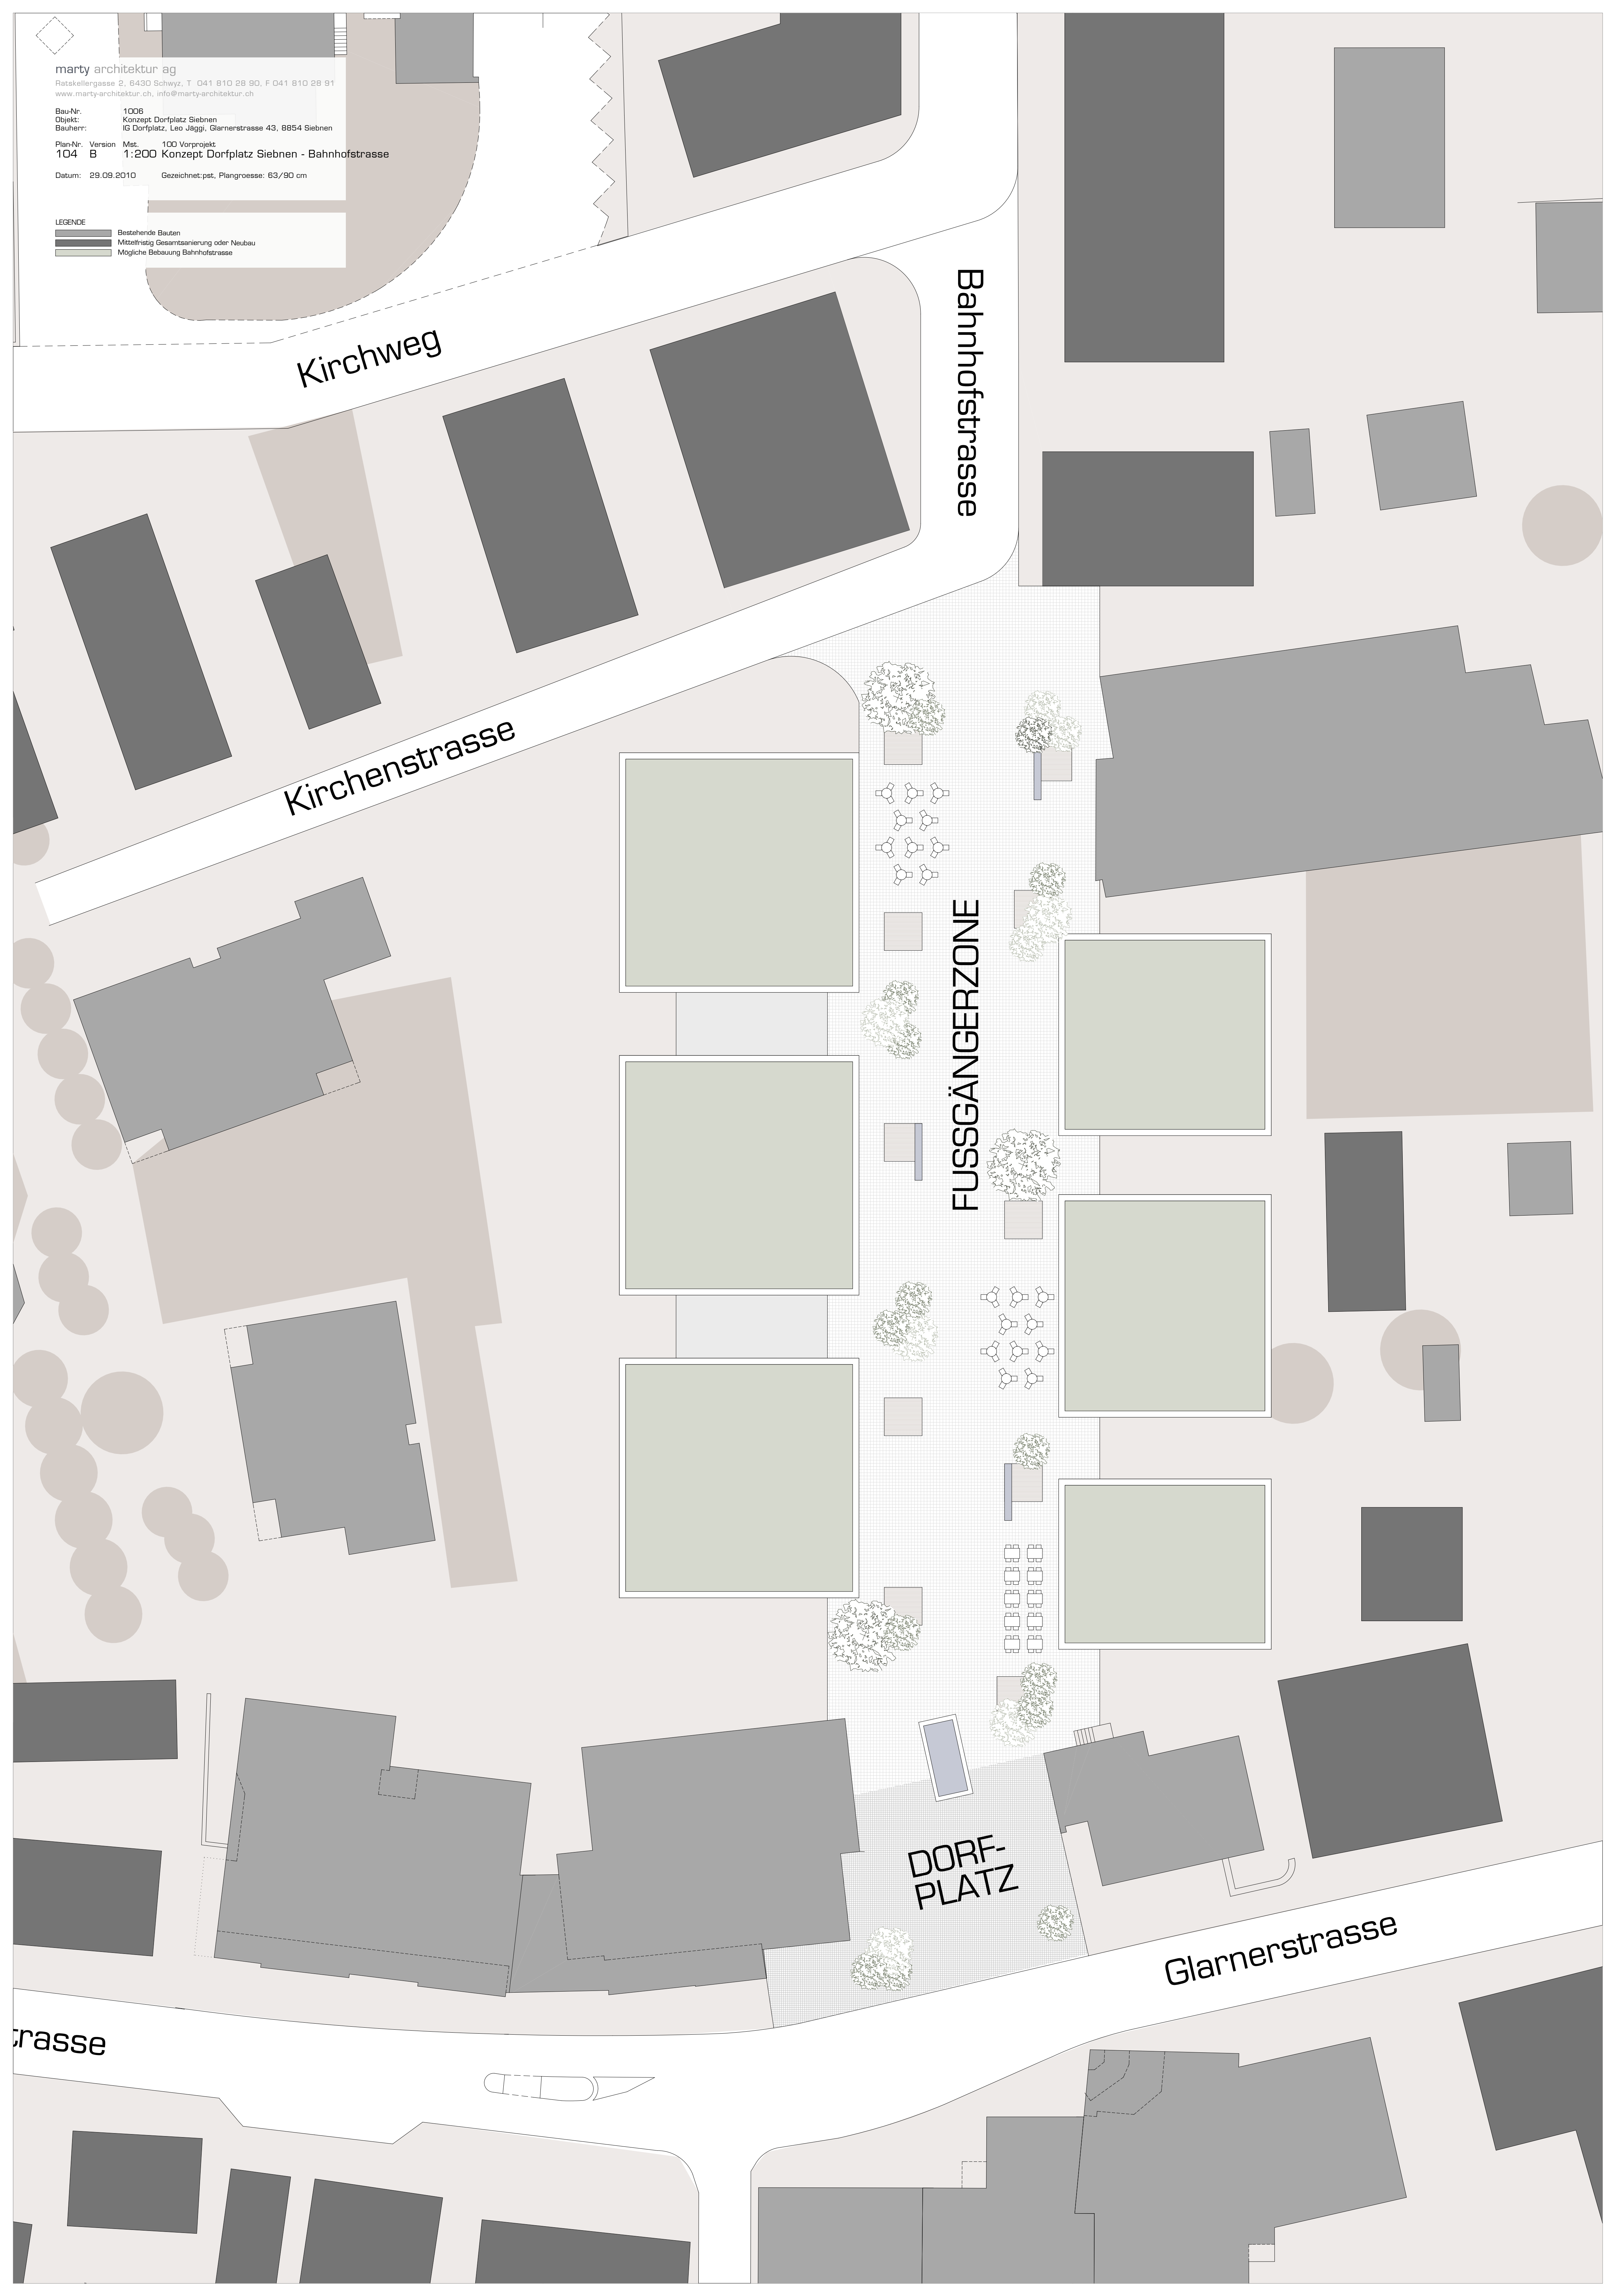 marty architektur ag
Ratskellergasse 2, 6430 Schwyz, T 041 810 28 90, F 041 810 28 91
www.marty-architektur.ch, info@marty-architektur.ch
Bau-Nr. 1006
Objekt: Konzept Dorfplatz Siebnen
Bauherr: IG Dorfplatz, Leo Jäggi, Glarnerstrasse 43, 8854 Siebnen
Plan-Nr. Version Mst. 100 Vorprojekt
104 B 1:200 Konzept Dorfplatz Siebnen - Bahnhofstrasse
Datum: 29.09.2010 Gezeichnet:pst, Plangroesse: 63/90 cm
LEGENDE
Bestehende Bauten
Mittelfristig Gesamtsanierung oder Neubau
Mögliche Bebauung Bahnhofstrasse
Kirchweg
Bahnhofstrasse
Kirchenstrasse
FUSSGÄNGERZONE
DORF-
PLATZ
Glarnerstrasse
trasse